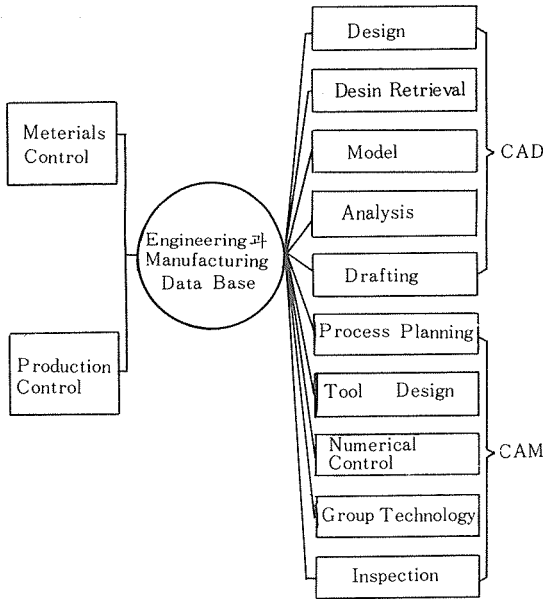 Meterials
Control
Production
Control
Engineering과
Manufacturing
Data Base
Design
Desin Retrieval
Model
Analysis
Drafting
CAD
Process Planning
Tool Design
Numerical
Control
Group Technology
Inspection
CAM